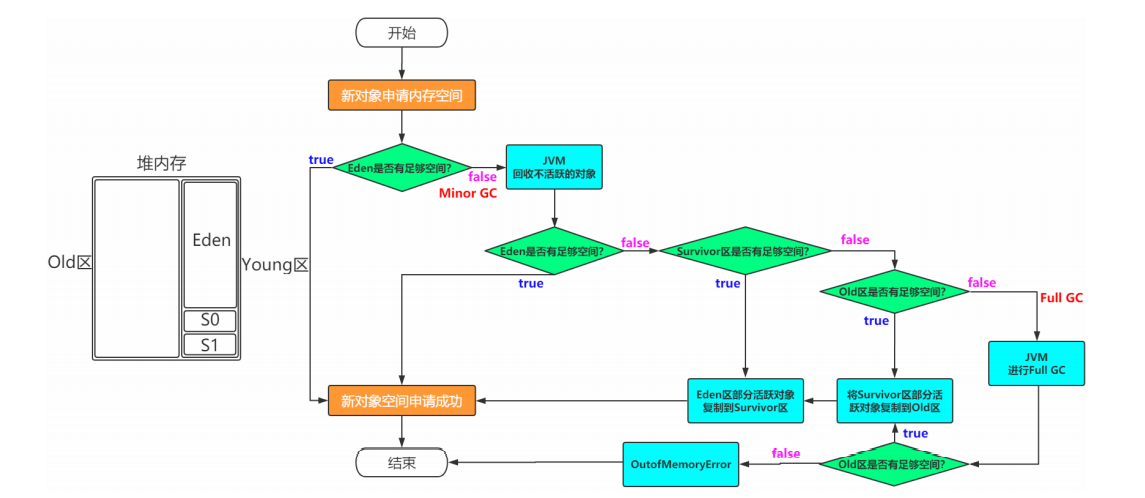 开始
新对象申请内存空间
堆内存
true
Eden是否有足够空间?
false
Minor GC
JVM
回收不活跃的对象
Old区
Eden
Young区
S0
S1
Eden是否有足够空间?
false
true
Survivor区是否有足够空间?
false
true
Old区是否有足够空间?
false
true
Full GC
JVM
进行Full GC
新对象空间申请成功
Eden区部分活跃对象
复制到Survivor区
将Survivor区部分活
跃对象复制到Old区
true
结束
OutofMemoryError
false
Old区是否有足够空间?